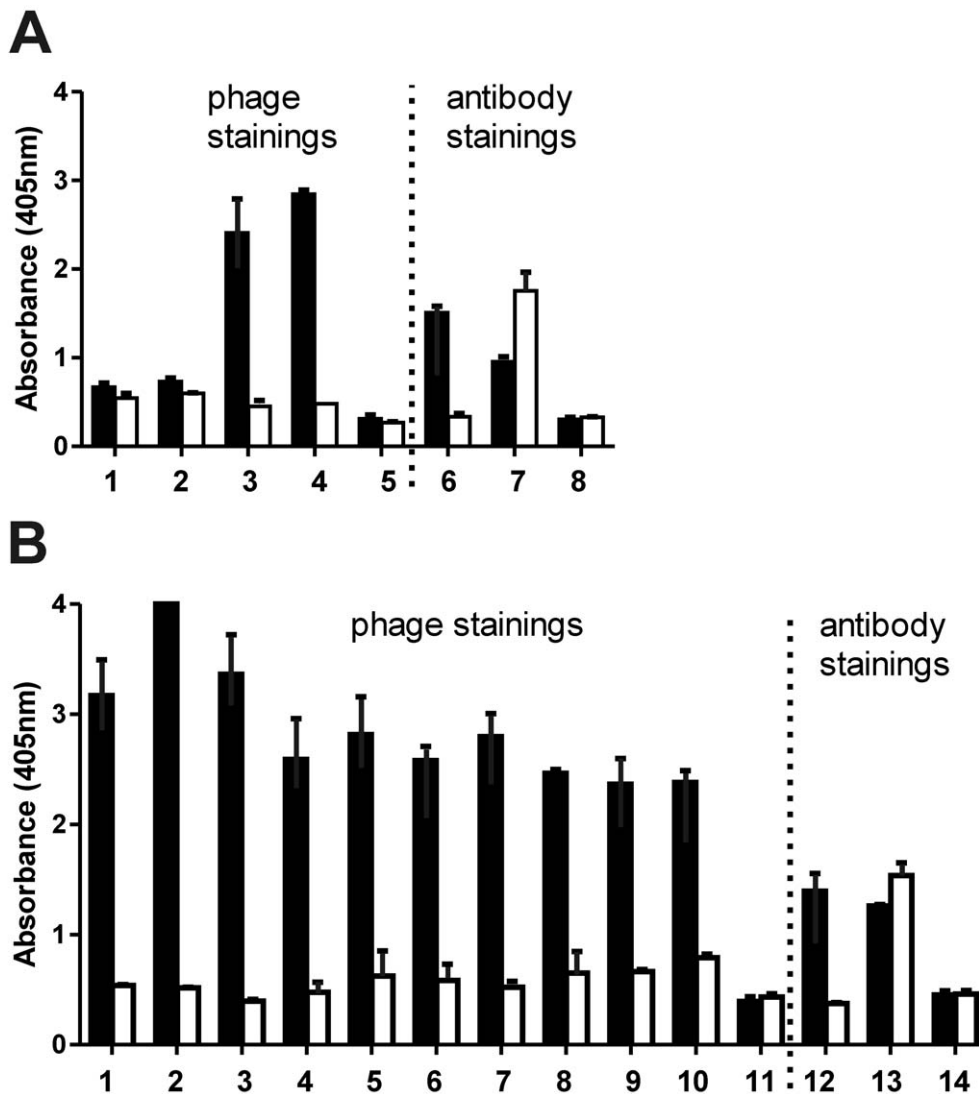 A
phage
stainings
antibody
stainings
Absorbance (405nm)
4
3
2
1
0
1 2 3 4 5 6 7 8
B
phage stainings
antibody
stainings
Absorbance (405nm)
4
3
2
1
0
1 2 3 4 5 6 7 8 9 10 11 12 13 14